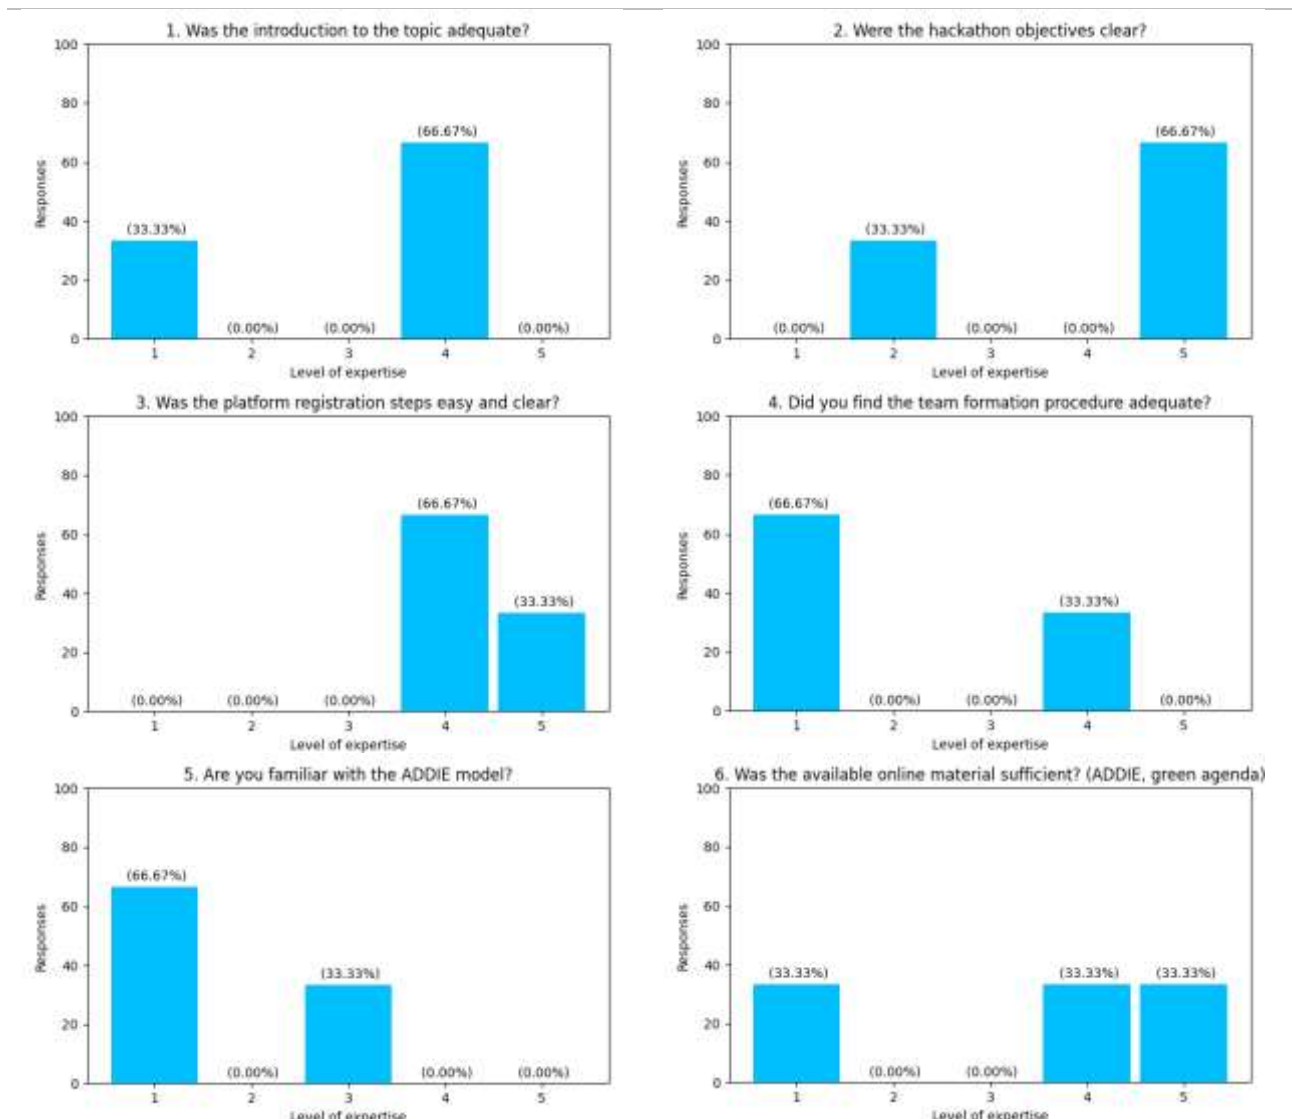 1. Was the introduction to the topic adequate?
100
80
60
40
20
0
Responses
(33.33%)
(0.00%)
(0.00%)
(66.67%)
(0.00%)
1 2 3 4 5
Level of expertise
2. Were the hackathon objectives clear?
100
80
60
40
20
0
Responses
(0.00%)
(33.33%)
(0.00%)
(0.00%)
(66.67%)
1 2 3 4 5
Level of expertise
3. Was the platform registration steps easy and clear?
100
80
60
40
20
0
Responses
(0.00%)
(0.00%)
(0.00%)
(66.67%)
(33.33%)
1 2 3 4 5
Level of expertise
4. Did you find the team formation procedure adequate?
100
80
60
40
20
0
Responses
(66.67%)
(0.00%)
(0.00%)
(33.33%)
(0.00%)
1 2 3 4 5
Level of expertise
5. Are you familiar with the ADDIE model?
100
80
60
40
20
0
Responses
(66.67%)
(0.00%)
(33.33%)
(0.00%)
(0.00%)
1 2 3 4 5
Level of expertise
6. Was the available online material sufficient? (ADDIE, green agenda)
100
80
60
40
20
0
Responses
(33.33%)
(0.00%)
(0.00%)
(33.33%)
(33.33%)
1 2 3 4 5
Level of expertise